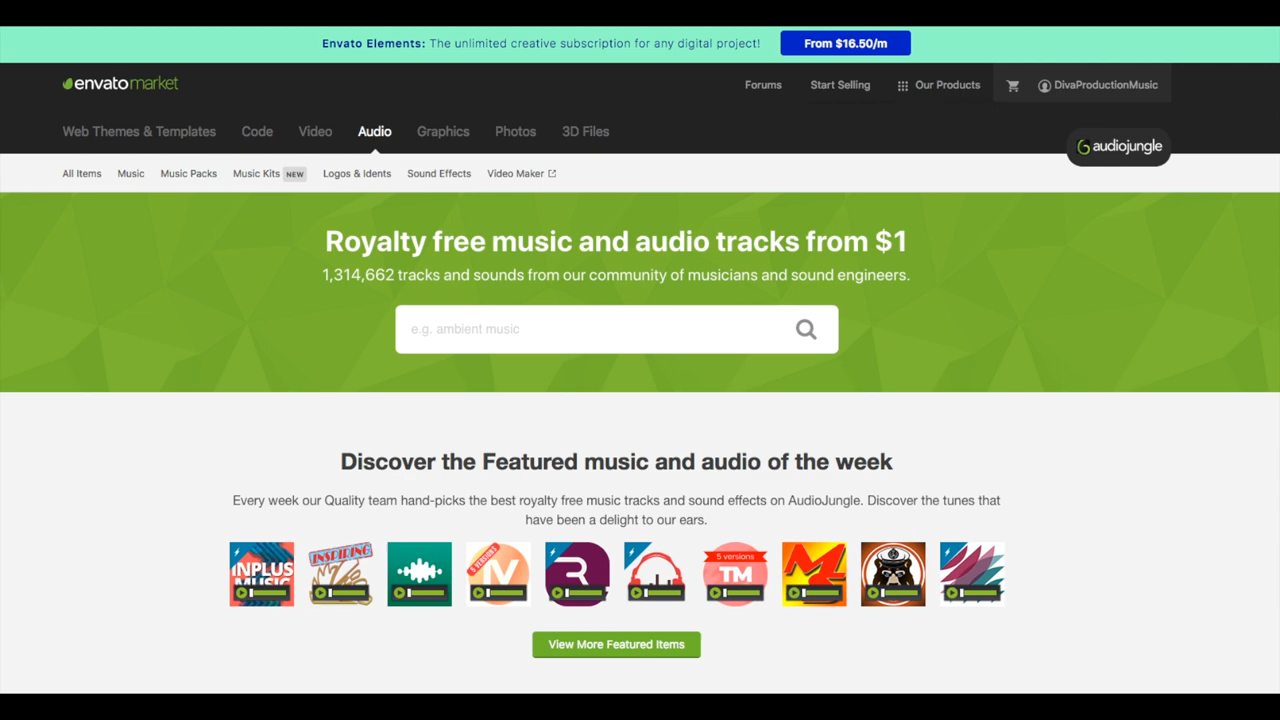 Envato Elements: The unlimited creative subscription for any digital project! From $16.50/m
envatomarket Forums Start Selling Our Products DivaProductionMusic
Web Themes & Templates Code Video Audio Graphics Photos 3D Files
audiojungle
All Items Music Music Packs Music Kits NEW Logos & Idents Sound Effects Video Maker
Royalty free music and audio tracks from $1
1,314,662 tracks and sounds from our community of musicians and sound engineers.
e.g. ambient music
Discover the Featured music and audio of the week
Every week our Quality team hand-picks the best royalty free music tracks and sound effects on AudioJungle. Discover the tunes that
have been a delight to our ears.
INPLUS
MUSIC
INSPIRING
5 versions
TM
View More Featured Items